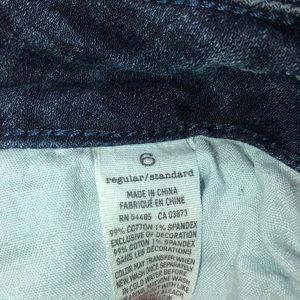 6
regular/standard
MADE IN CHINA
FABRIQUÉ EN CHINE
RN 54485 CA 03873
99% COTTON 1% SPANDEX
EXCLUSIVE OF DECORATION
99% COTON 1% SPANDEX
SANS LES DÉCORATIONS
COLOR MAY TRANSFER WHEN
NEW WASH ONCE SEPARATELY
IN COLD WATER BEFORE